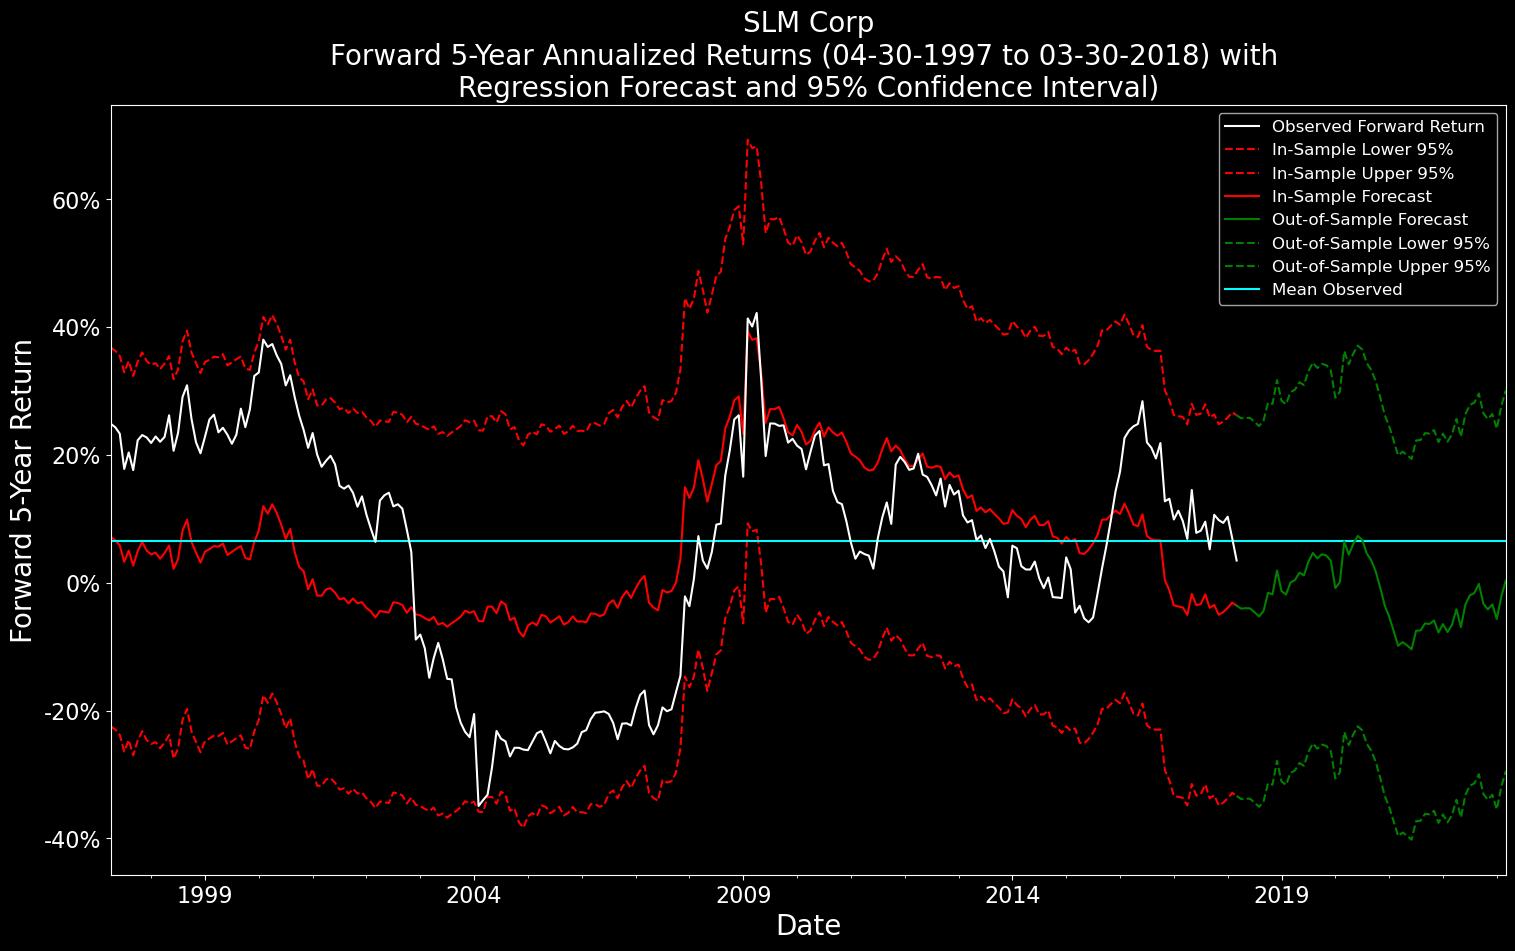 SLM Corp
Forward 5-Year Annualized Returns (04-30-1997 to 03-30-2018) with
Regression Forecast and 95% Confidence Interval)
Observed Forward Return
In-Sample Lower 95%
In-Sample Upper 95%
In-Sample Forecast
Out-of-Sample Forecast
Out-of-Sample Lower 95%
Out-of-Sample Upper 95%
Mean Observed
Forward 5-Year Return
60%
40%
20%
0%
-20%
-40%
1999 2004 2009 2014 2019
Date